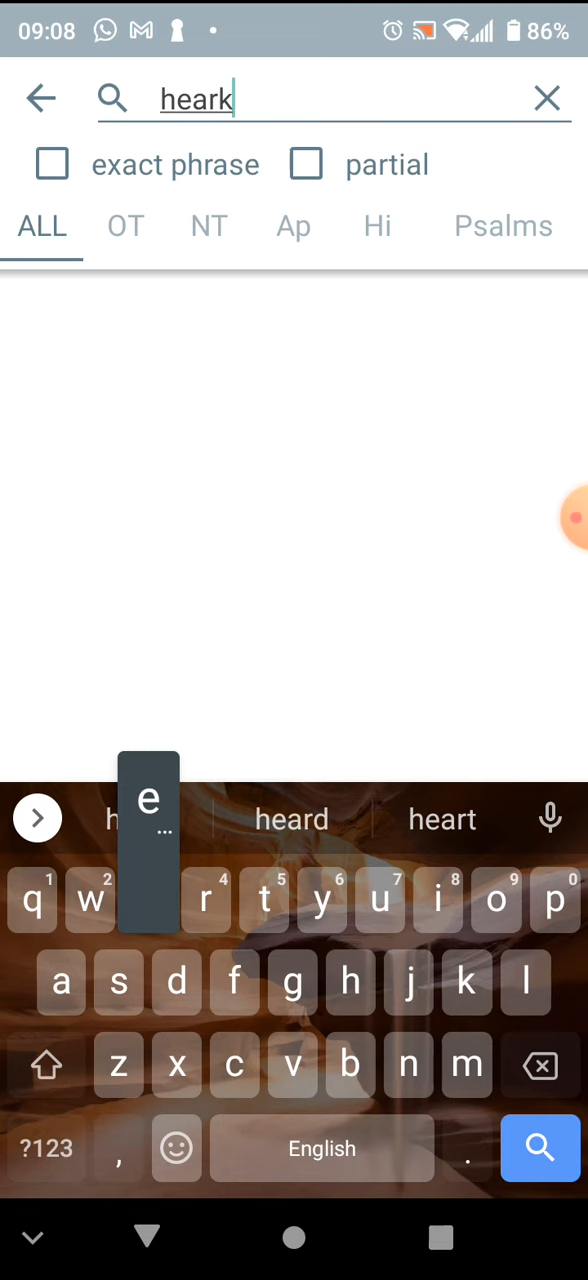 09:08 86%
heark
exact phrase partial
ALL OT NT Ap Hi Psalms
e
... 
h heard heart
1 2 4 5 6 7 8 9 0
q w r t y u i o p
a s d f g h j k l
z x c v b n m
?123 , English .